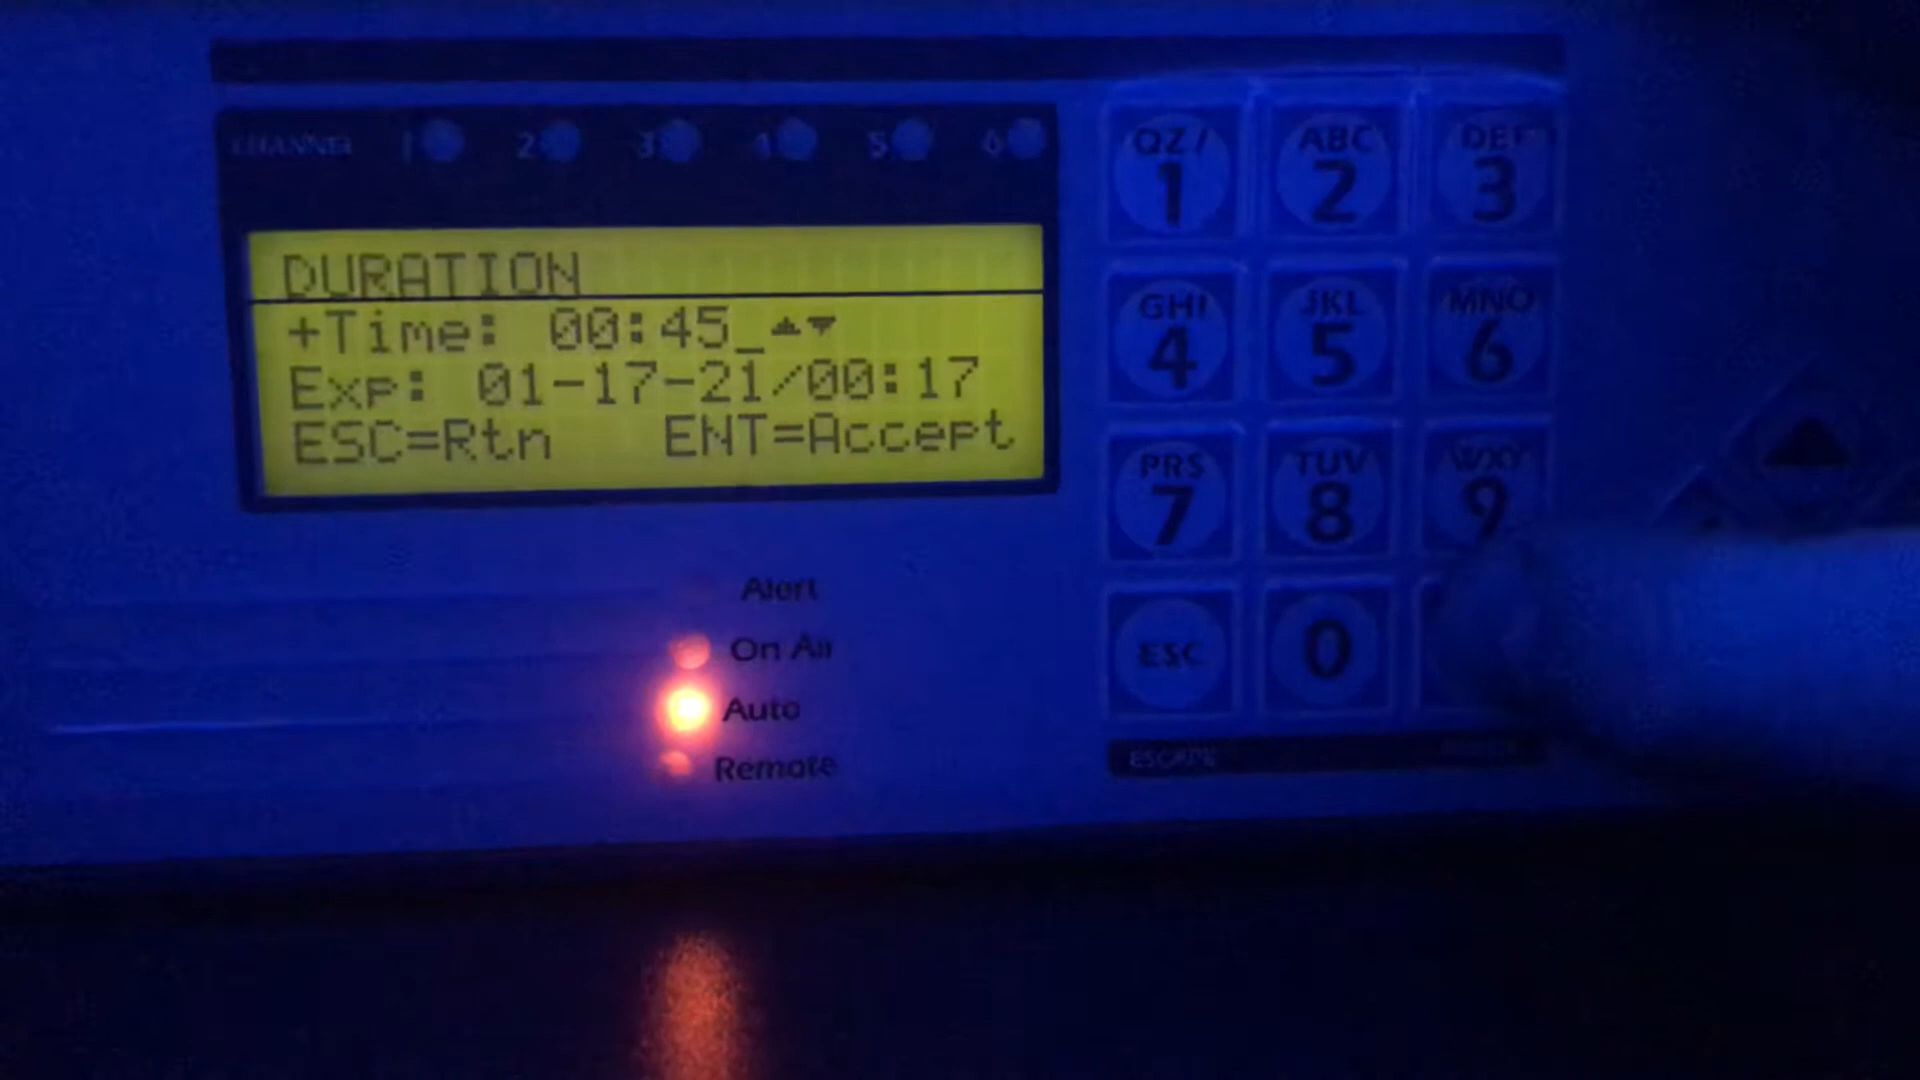 CHANNEL 1 2 3 4 5 6
DURATION
+Time: 00:45_
Exp: 01-17-21/00:17
ESC=Rtn ENT=Accept
Alert
On Air
Auto
Remote
QZ/ ABC DEF
1 2 3
GHI JKL MNO
4 5 6
PRS TUV WXY
7 8 9
ESC 0